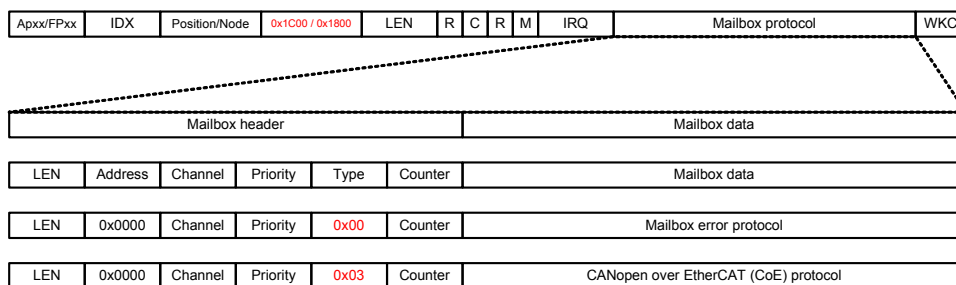 Apxx/FPxx IDX Position/Node 0x1C00 / 0x1800 LEN R C R M IRQ Mailbox protocol WKC
Mailbox header Mailbox data
LEN Address Channel Priority Type Counter Mailbox data
LEN 0x0000 Channel Priority 0x00 Counter Mailbox error protocol
LEN 0x0000 Channel Priority 0x03 Counter CANopen over EtherCAT (CoE) protocol